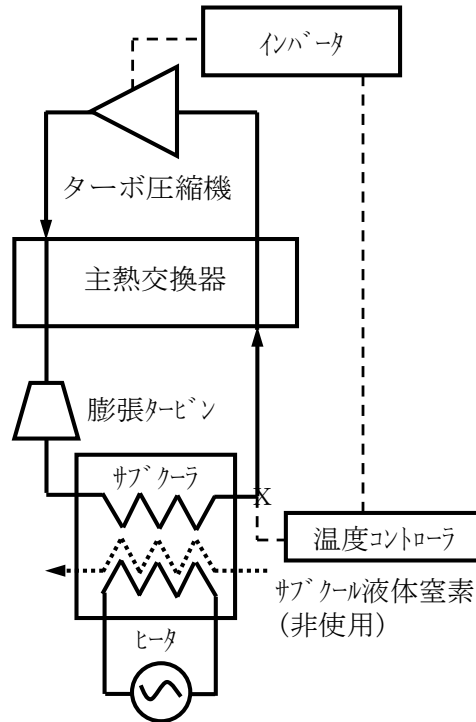 ｲﾝﾊﾞｰﾀ
ターボ圧縮機
主熱交換器
膨張ﾀｰﾋﾞﾝ
ｻﾌﾞｸｰﾗ
X
温度ｺﾝﾄﾛｰﾗ
ｻﾌﾞｸｰﾙ液体窒素
（非使用）
ﾋｰﾀ